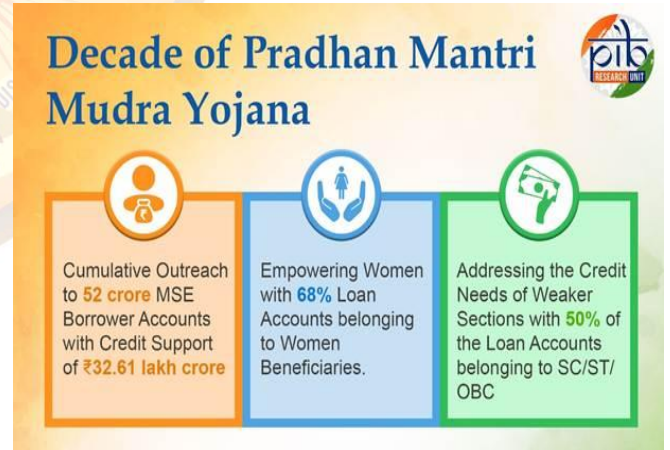 Decade of Pradhan Mantri
Mudra Yojana
pib
RESEARCH UNIT
Cumulative Outreach
to 52 crore MSE
Borrower Accounts
with Credit Support
of ₹32.61 lakh crore
Empowering Women
with 68% Loan
Accounts belonging
to Women
Beneficiaries.
Addressing the Credit
Needs of Weaker
Sections with 50% of
the Loan Accounts
belonging to SC/ST/
OBC